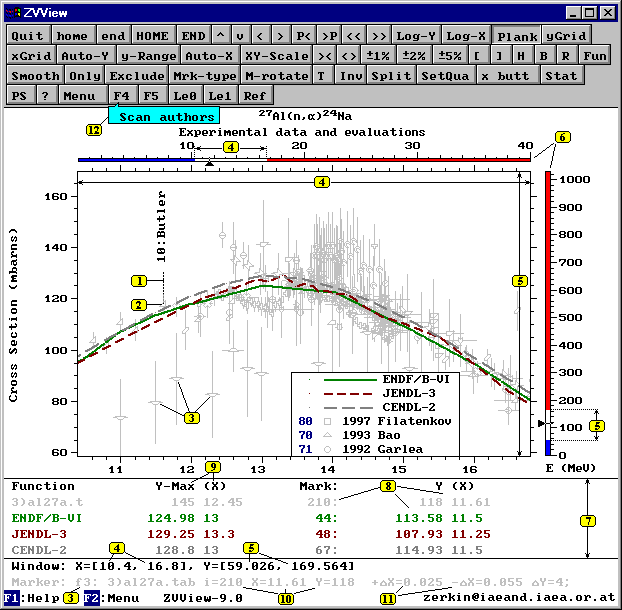 ZVView
Quit home end HOME END ^ v < > P< >P << >> Log-Y Log-X Plank yGrid
xGrid Auto-Y y-Range Auto-X XY-Scale >< <> ±1% ±2% ±5% [ ] H B R Fun
Smooth Only Exclude Mrk-type M-rotate T Inv Split SetQua x butt Stat
PS ? Menu F4 F5 Le0 Le1 Ref
Scan authors
12
27Al(n,α)24Na
Experimental data and evaluations
10 4 20 30 40
6
4
160
140
120
100
80
60
Cross Section (mbarns)
10:Butler
1
2
3
5
1000
900
800
700
600
500
400
300
200
100
0
5
ENDF/B-VI
JENDL-3
CENDL-2
80 1997 Filatenkov
70 1993 Bao
71 1992 Garlea
11 12 13 14 15 16
E (MeV)
9
Function Y-Max (X) Mark: 8 Y (X)
3)al27a.t 145 12.45 210: 118 11.61
ENDF/B-VI 124.98 13 44: 113.58 11.5
JENDL-3 129.25 13.3 48: 107.93 11.25
CENDL-2 128.8 13 67: 114.93 11.5
7
4 5
Window: X=[10.4, 16.8], Y=[59.026, 169.564]
Marker: f3: 3)al27a.tab i=210 X=11.61 Y=118 +△X=0.025 -△X=0.055 △Y=4;
F1:Help 3 F2:Menu ZVView-9.0 10 11 zerkin@iaeand.iaea.or.at